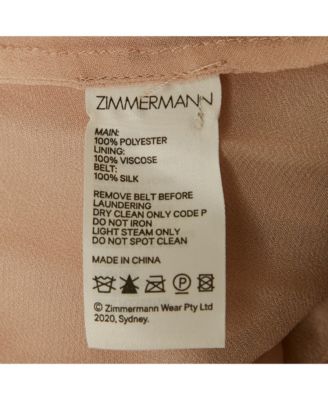 ZIMMERMANN
MAIN:
100% POLYESTER
LINING:
100% VISCOSE
BELT:
100% SILK
REMOVE BELT BEFORE
LAUNDERING
DRY CLEAN ONLY CODE P
DO NOT IRON
LIGHT STEAM ONLY
DO NOT SPOT CLEAN
MADE IN CHINA
P
© Zimmermann Wear Pty Ltd
2020, Sydney.